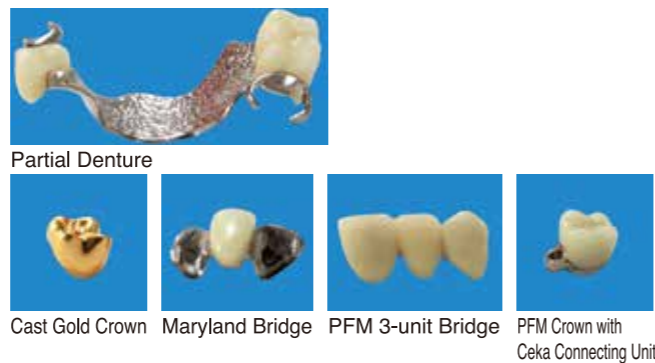 Partial Denture
Cast Gold Crown
Maryland Bridge
PFM 3-unit Bridge
PFM Crown with
Ceka Connecting Unit